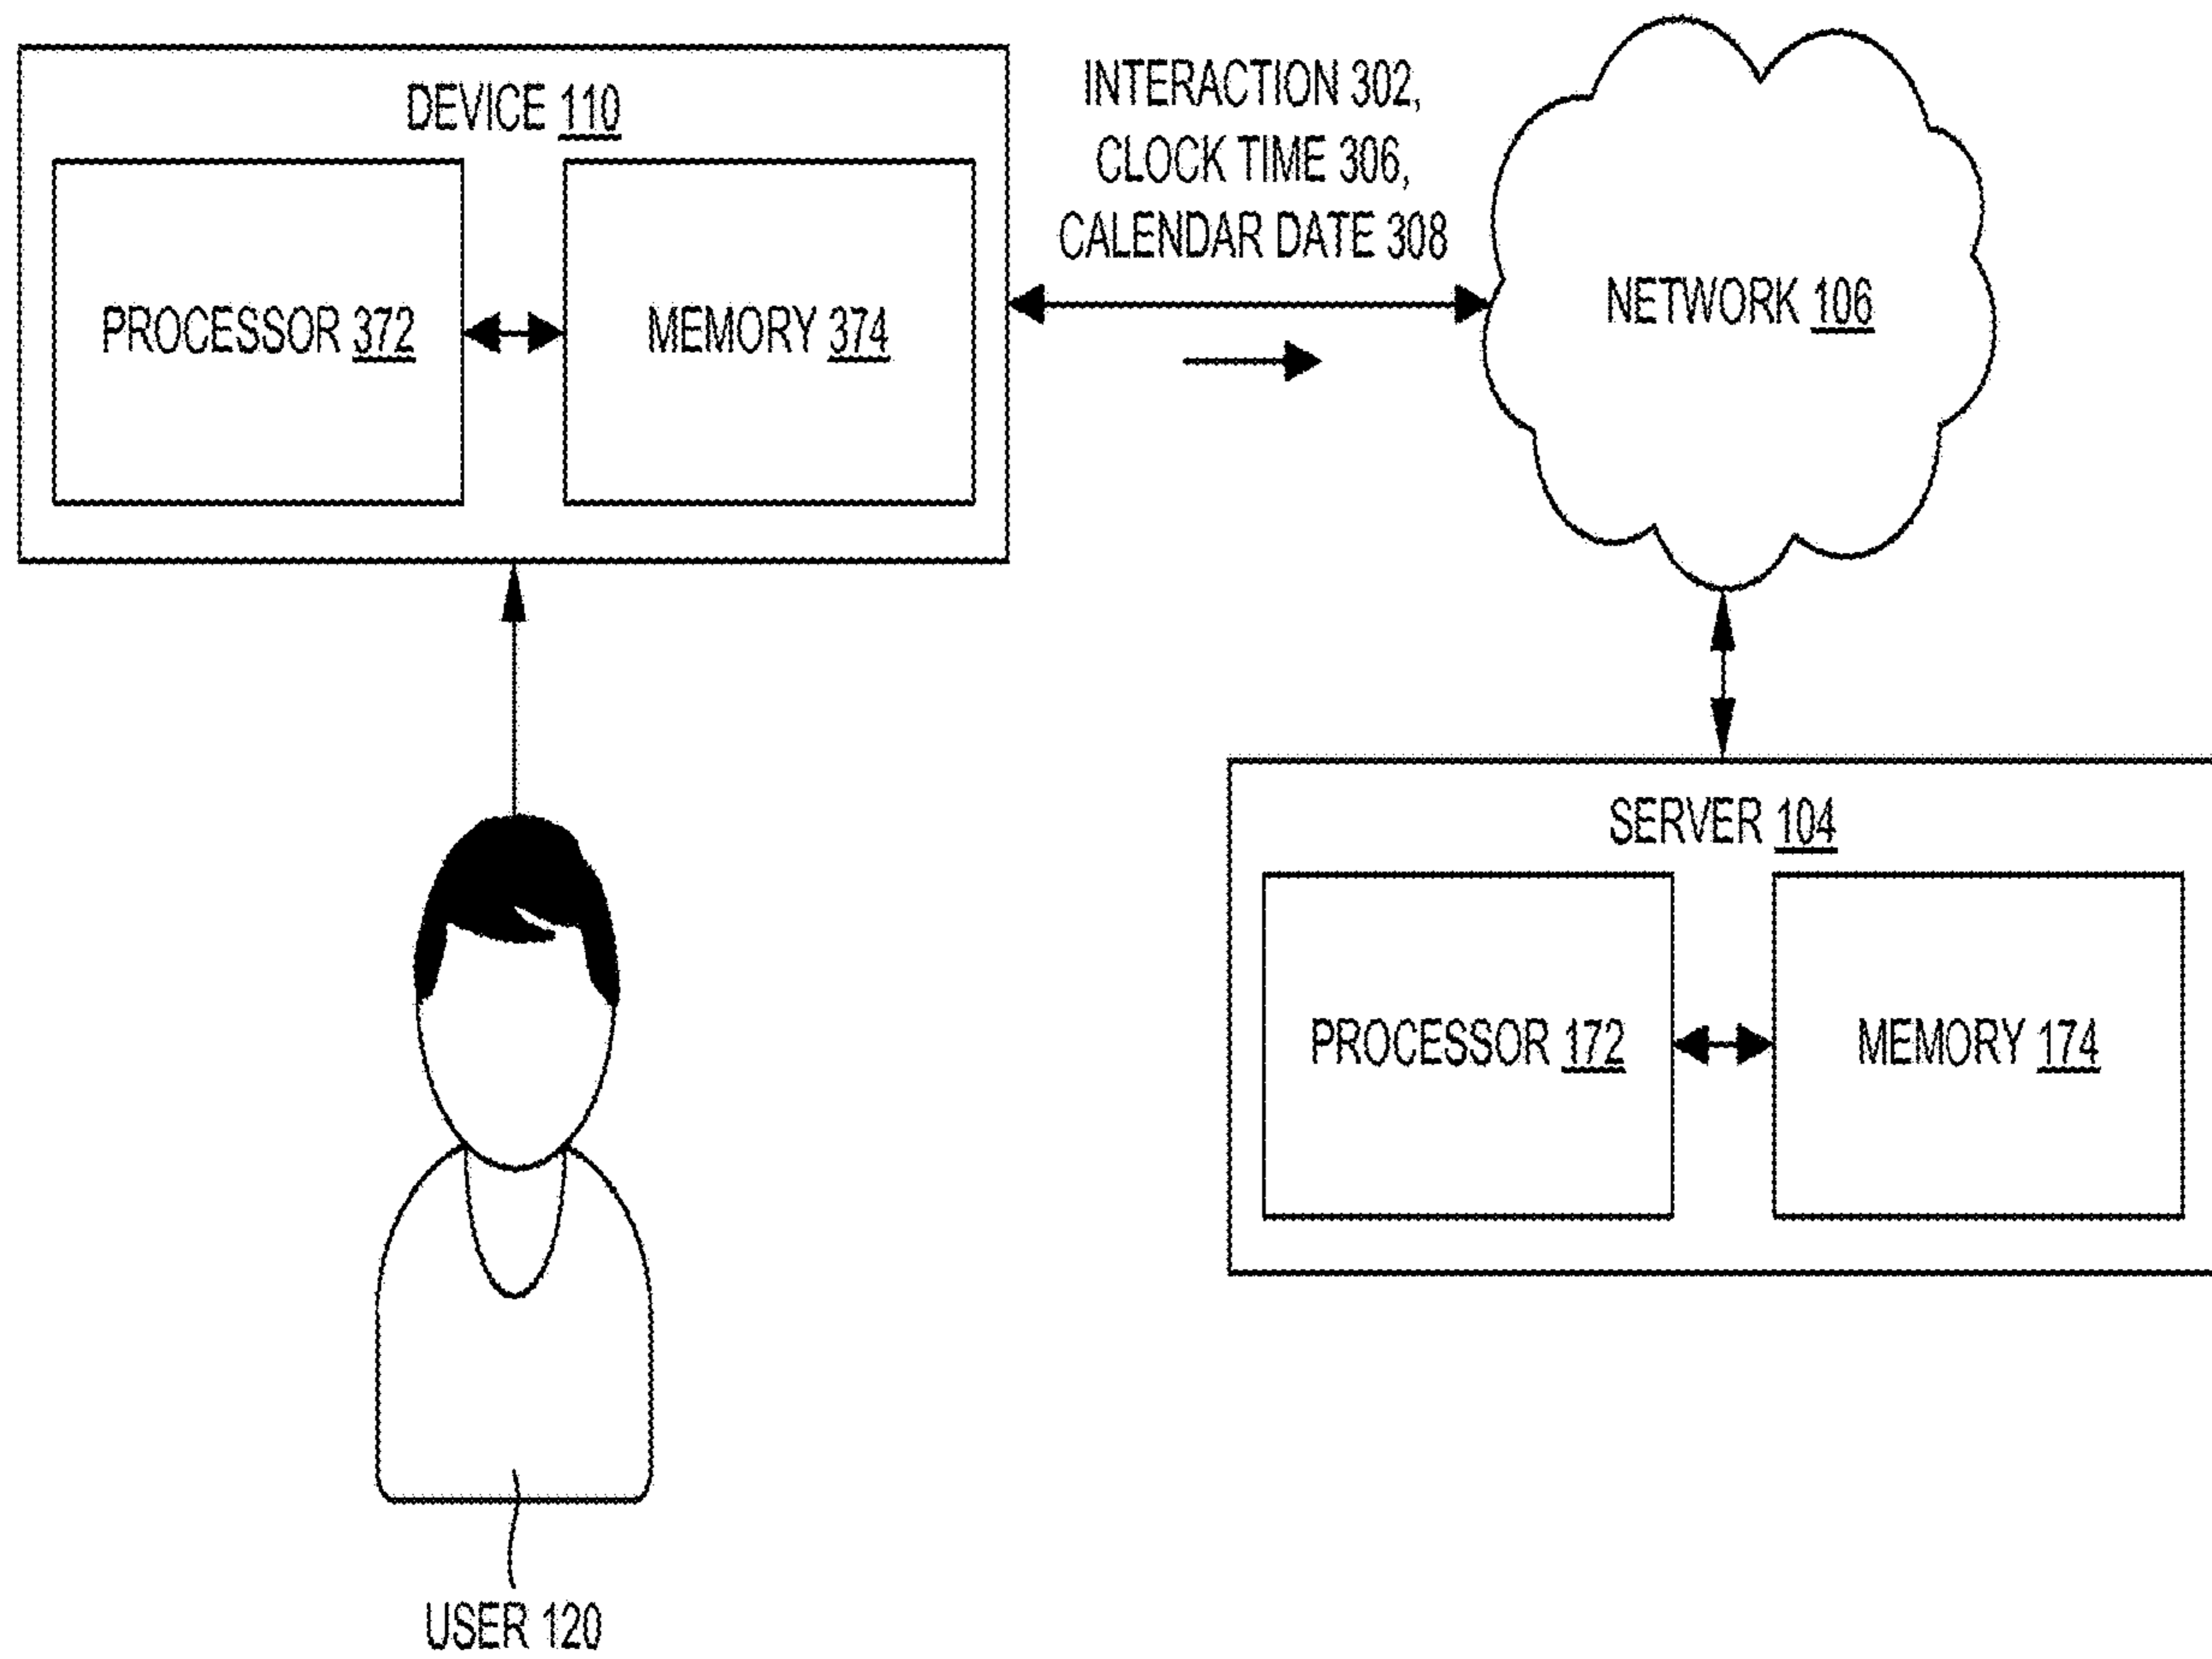 DEVICE 110
PROCESSOR 372
MEMORY 374
INTERACTION 302,
CLOCK TIME 306,
CALENDAR DATE 308
NETWORK 106
SERVER 104
PROCESSOR 172
MEMORY 174
USER 120